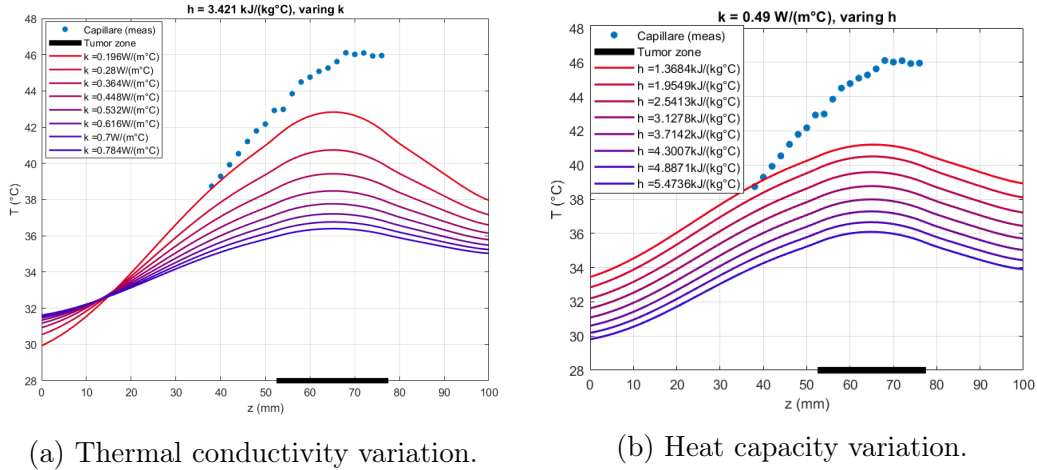 h = 3.421 kJ/(kg°C), varing k
Capillare (meas)
Tumor zone
k =0.196W/(m°C)
k =0.28W/(m°C)
k =0.364W/(m°C)
k =0.448W/(m°C)
k =0.532W/(m°C)
k =0.616W/(m°C)
k =0.7W/(m°C)
k =0.784W/(m°C)
T (°C)
48
46
44
42
40
38
36
34
32
30
28
0 10 20 30 40 50 60 70 80 90 100
z (mm)
(a) Thermal conductivity variation.
k = 0.49 W/(m°C), varing h
Capillare (meas)
Tumor zone
h =1.3684kJ/(kg°C)
h =1.9549kJ/(kg°C)
h =2.5413kJ/(kg°C)
h =3.1278kJ/(kg°C)
h =3.7142kJ/(kg°C)
h =4.3007kJ/(kg°C)
h =4.8871kJ/(kg°C)
h =5.4736kJ/(kg°C)
T (°C)
48
46
44
42
40
38
36
34
32
30
28
0 10 20 30 40 50 60 70 80 90 100
z (mm)
(b) Heat capacity variation.